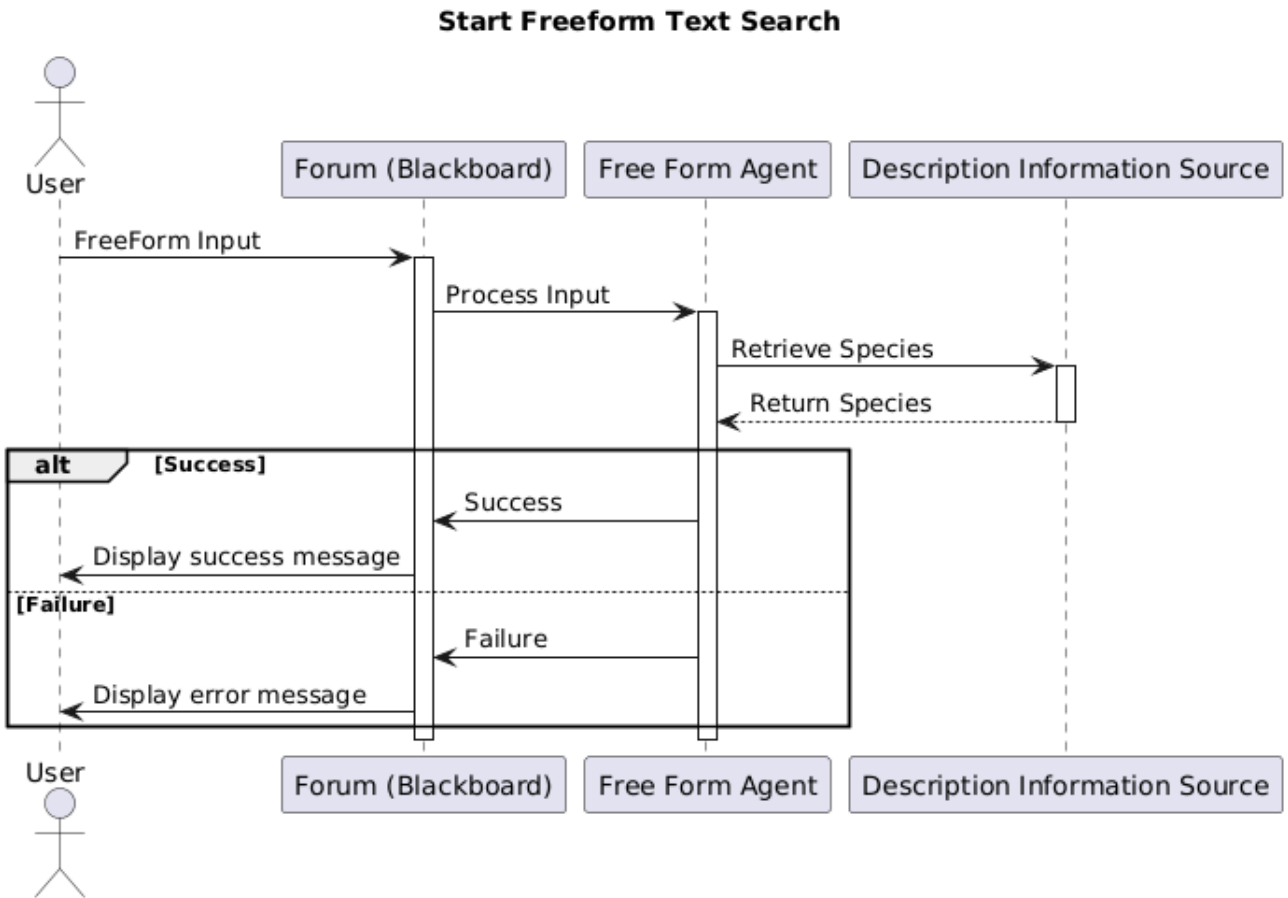 Start Freeform Text Search
User
Forum (Blackboard)
Free Form Agent
Description Information Source
FreeForm Input
Process Input
Retrieve Species
Return Species
alt
[Success]
Success
Display success message
[Failure]
Failure
Display error message
User
Forum (Blackboard)
Free Form Agent
Description Information Source